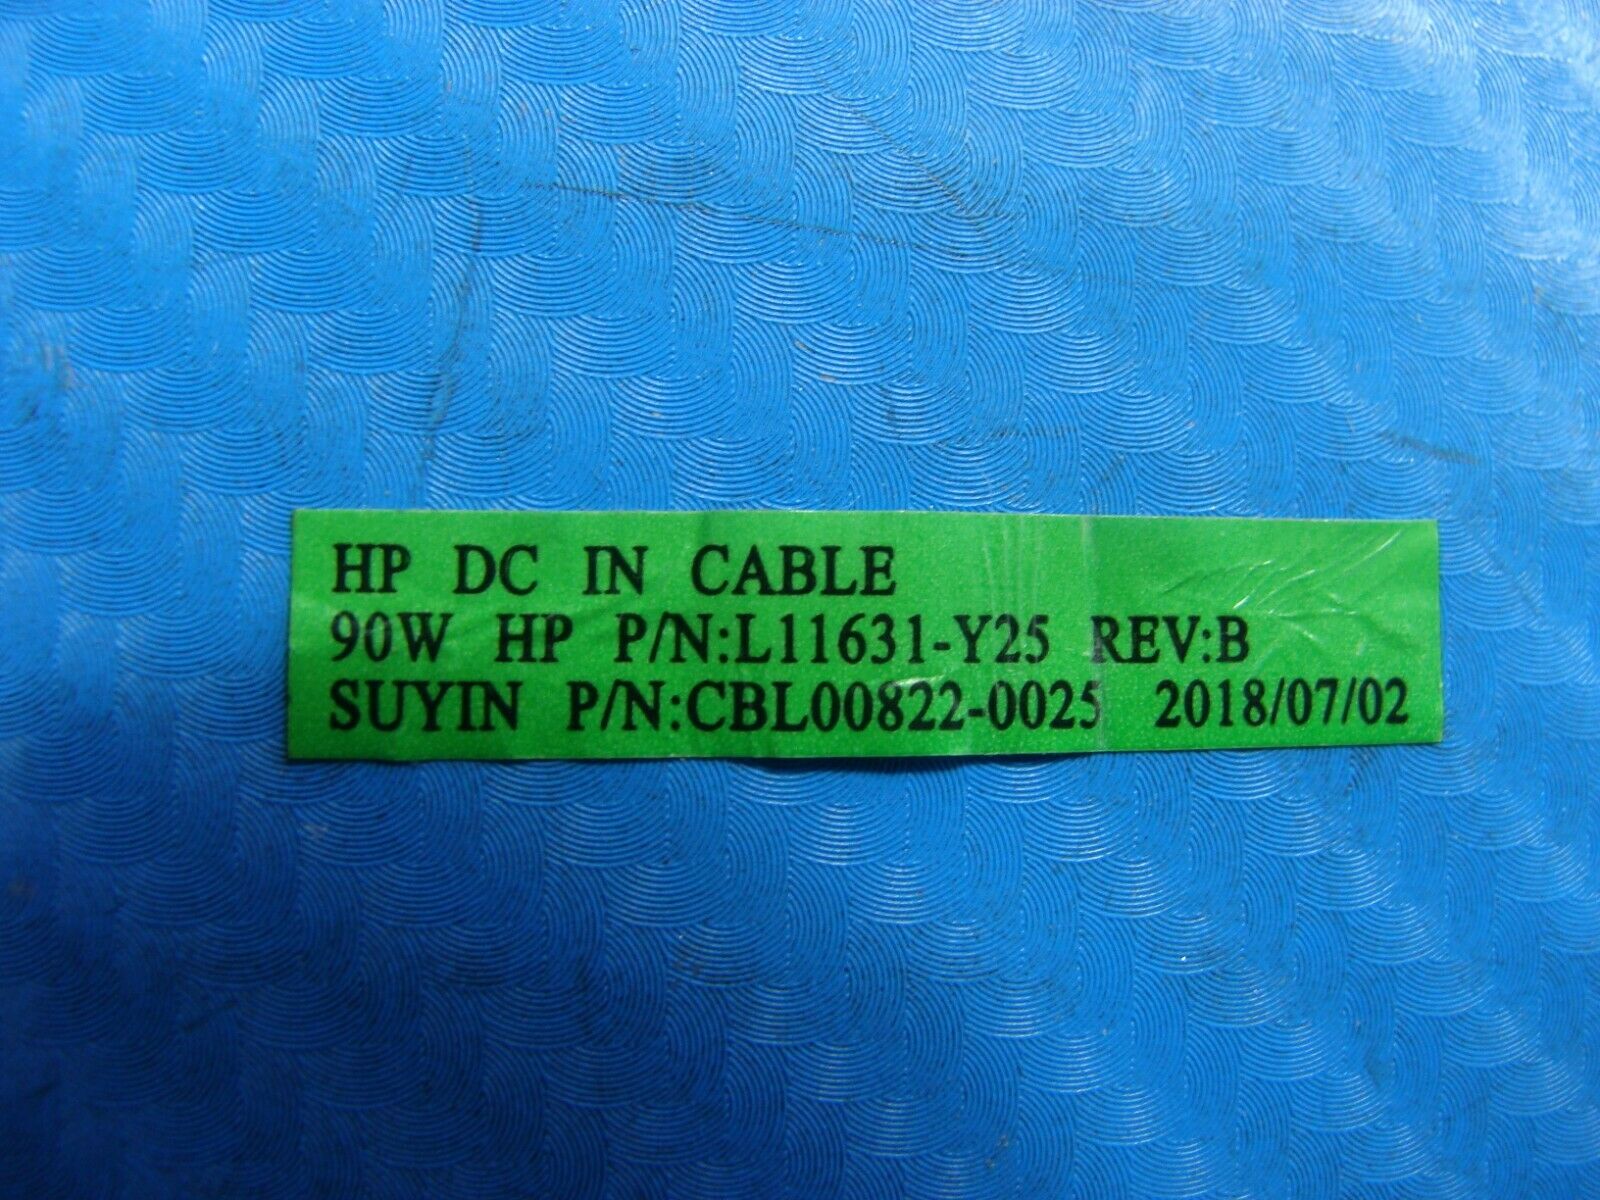 HP DC IN CABLE
90W HP P/N:L11631-Y25 REV:B
SUYIN P/N:CBL00822-0025 2018/07/02